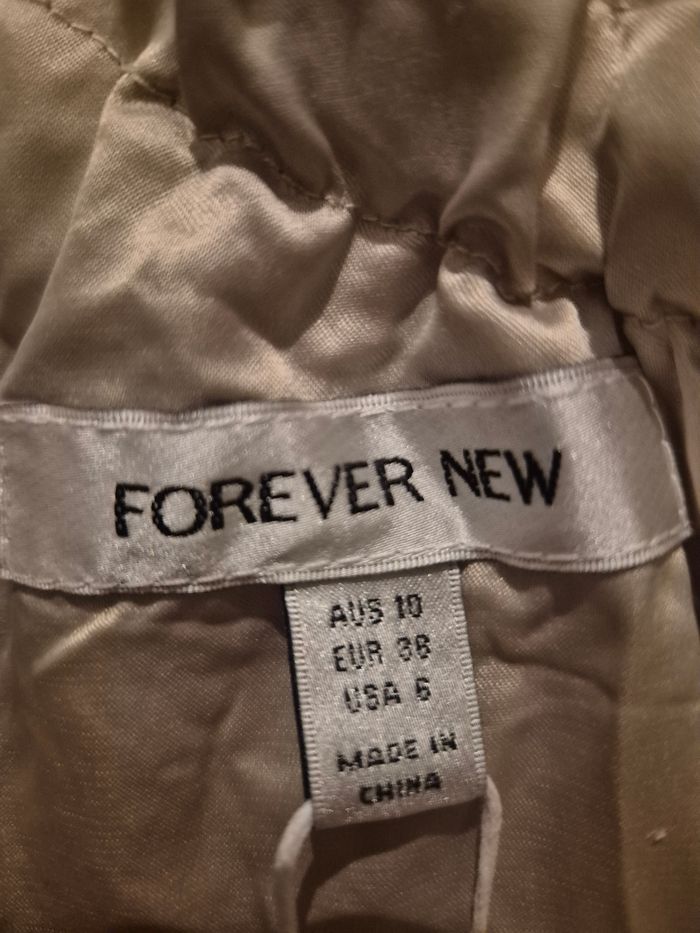 FOREVER NEW
AUS 10
EUR 38
USA 6
MADE IN
CHINA